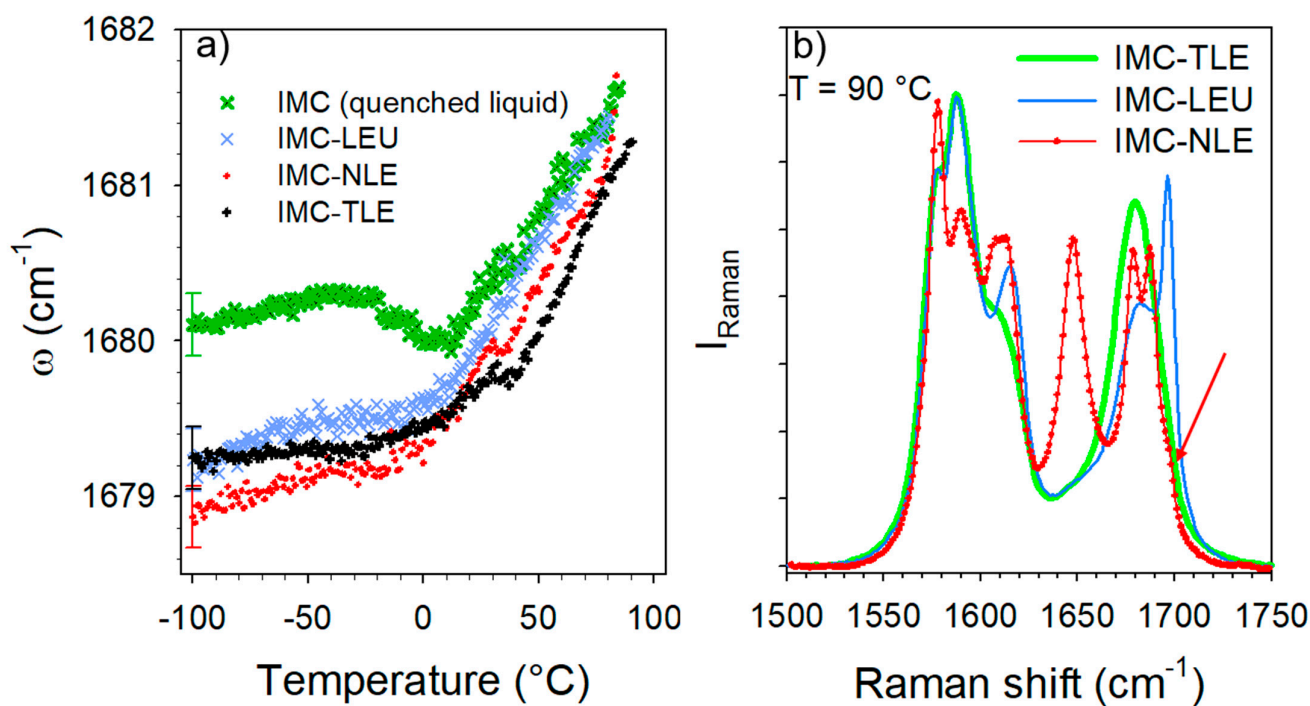 a)
IMC (quenched liquid)
IMC-LEU
IMC-NLE
IMC-TLE
1682
1681
1680
1679
ω (cm⁻¹)
-100 -50 0 50 100
Temperature (°C)
b)
T = 90 °C
IMC-TLE
IMC-LEU
IMC-NLE
I_Raman
1500 1550 1600 1650 1700 1750
Raman shift (cm⁻¹)